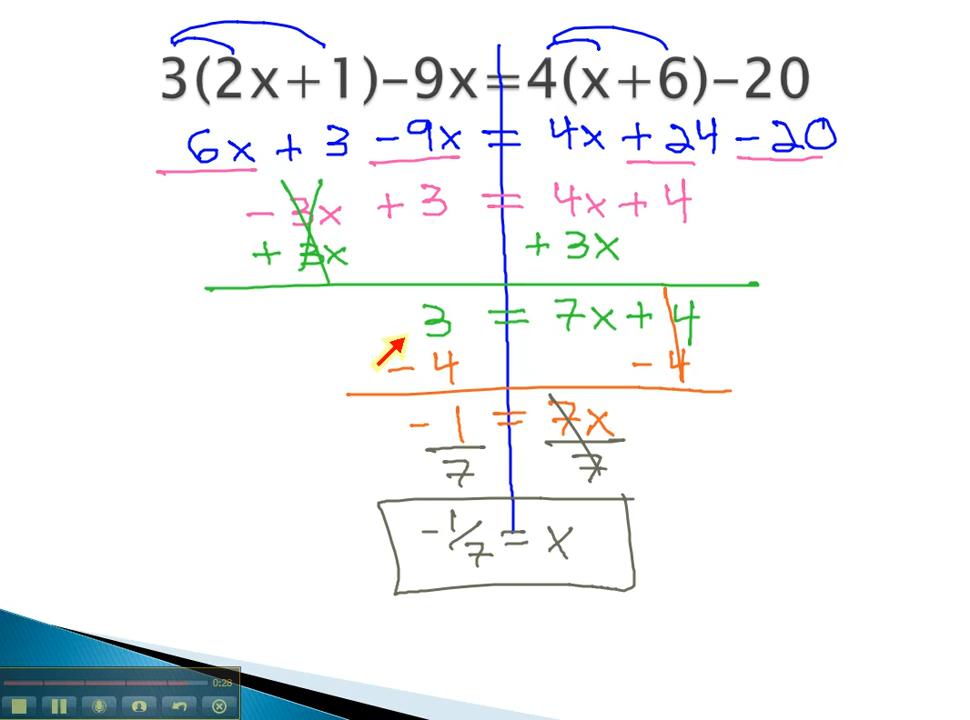 3(2x+1)-9x=4(x+6)-20
6x + 3 - 9x = 4x + 24 - 20
- 3x + 3 = 4x + 4
+ 3x + 3x
3 = 7x + 4
- 4 - 4
- 1 = 7x
7 7
-1/7 = x
0:28